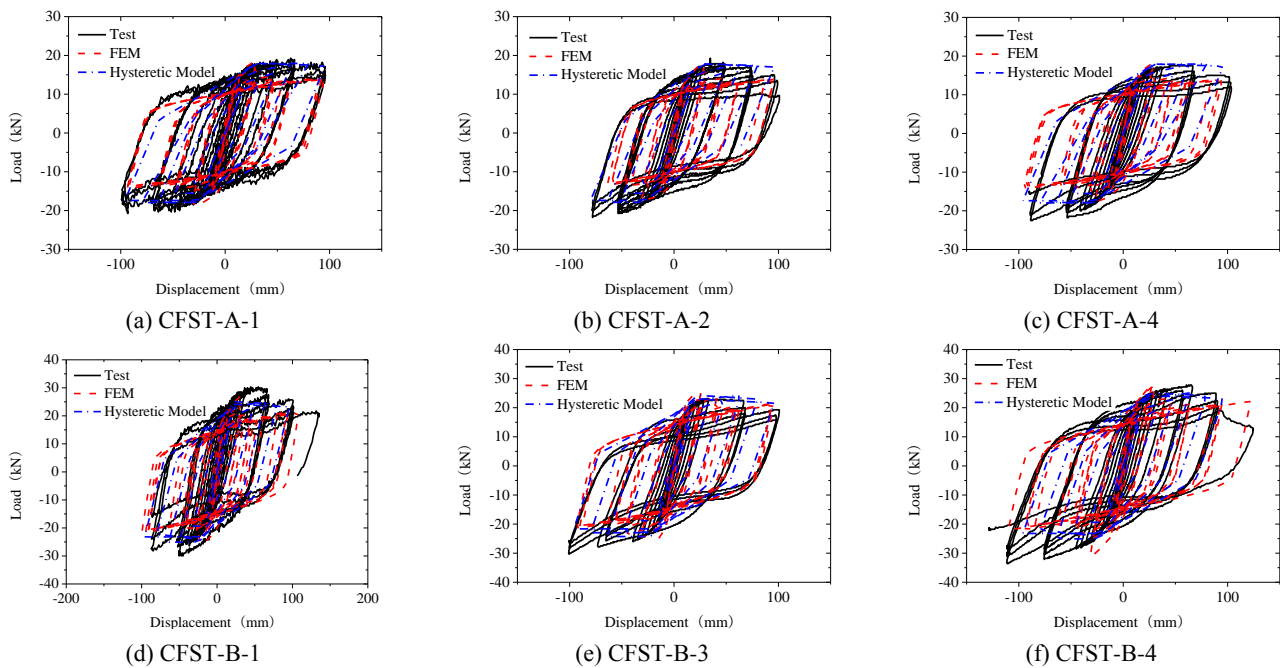 30
20
10
0
-10
-20
-30
Load (kN)
Test
FEM
Hysteretic Model
-100
0
100
Displacement (mm)
(a) CFST-A-1
30
20
10
0
-10
-20
-30
Load (kN)
Test
FEM
Hysteretic Model
-100
0
100
Displacement (mm)
(b) CFST-A-2
30
20
10
0
-10
-20
-30
Load (kN)
Test
FEM
Hysteretic Model
-100
0
100
Displacement (mm)
(c) CFST-A-4
40
30
20
10
0
-10
-20
-30
-40
Load (kN)
Test
FEM
Hysteretic Model
-200
-100
0
100
200
Displacement (mm)
(d) CFST-B-1
40
30
20
10
0
-10
-20
-30
-40
Load (kN)
Test
FEM
Hysteretic Model
-100
0
100
Displacement (mm)
(e) CFST-B-3
40
30
20
10
0
-10
-20
-30
-40
Load (kN)
Test
FEM
Hysteretic Model
-100
0
100
Displacement (mm)
(f) CFST-B-4